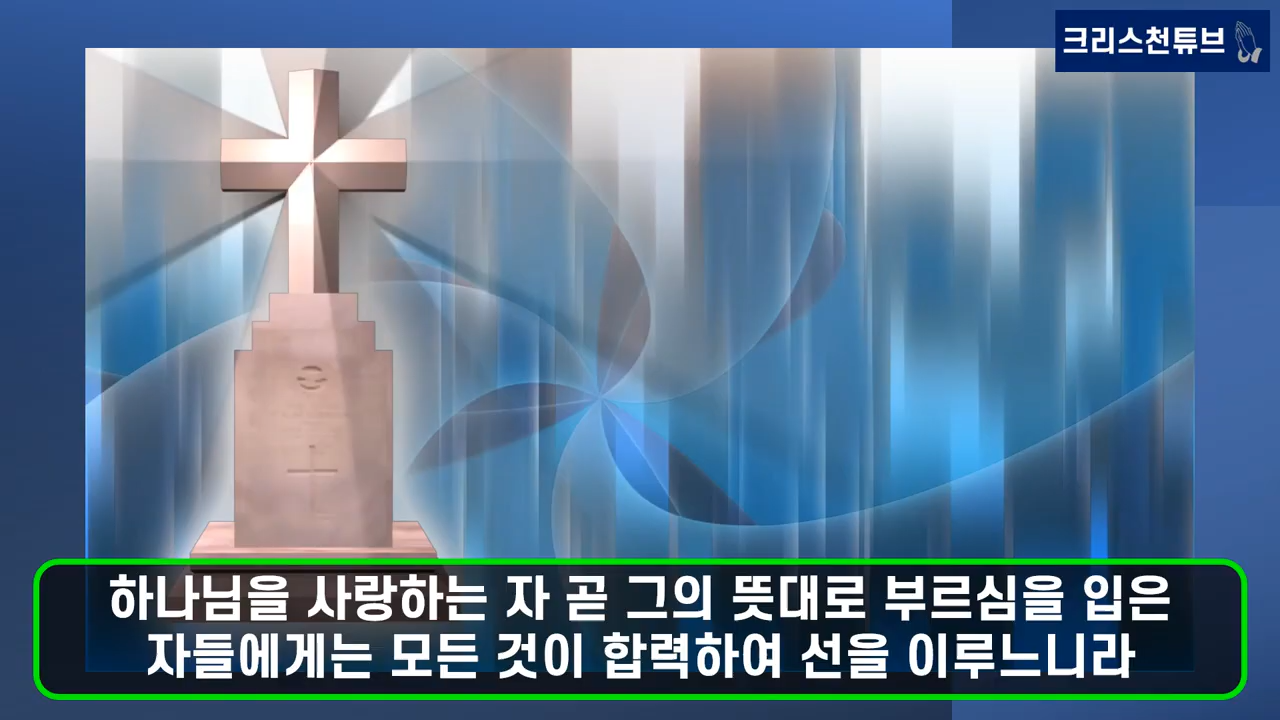 크리스천튜브
하나님을 사랑하는 자 곧 그의 뜻대로 부르심을 입은
자들에게는 모든 것이 합력하여 선을 이루느니라